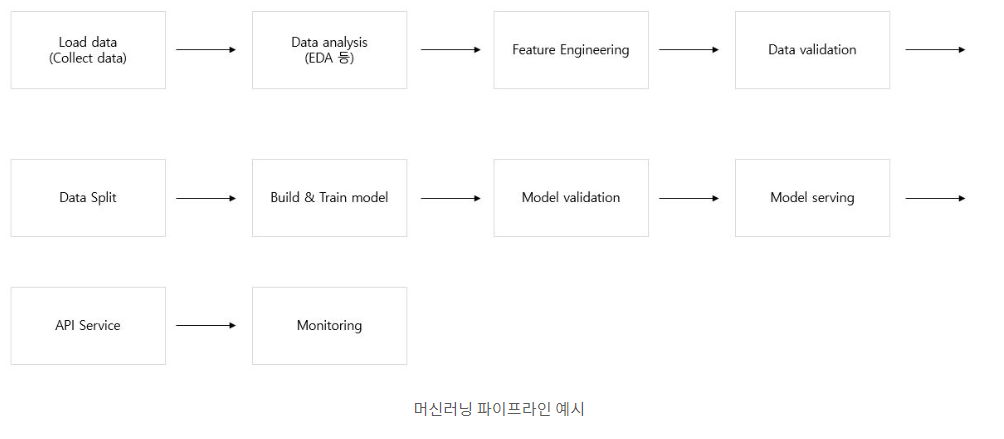 Load data
(Collect data)
Data analysis
(EDA 등)
Feature Engineering
Data validation
Data Split
Build & Train model
Model validation
Model serving
API Service
Monitoring
머신러닝 파이프라인 예시